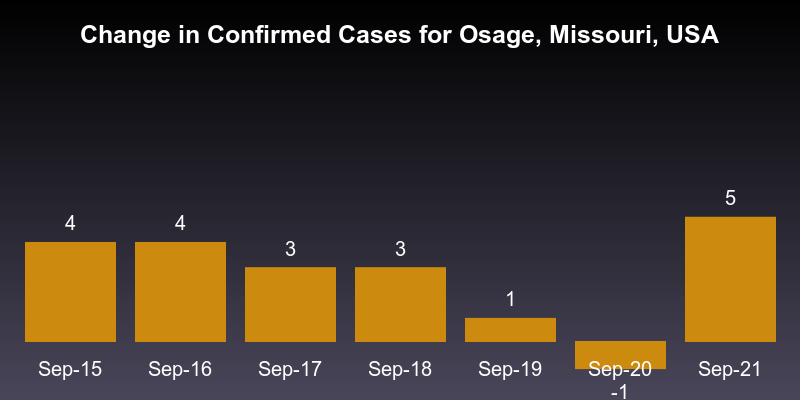 Change in Confirmed Cases for Osage, Missouri, USA
5
4 4
3 3
1
Sep-15 Sep-16 Sep-17 Sep-18 Sep-19 Sep-20 Sep-21
-1